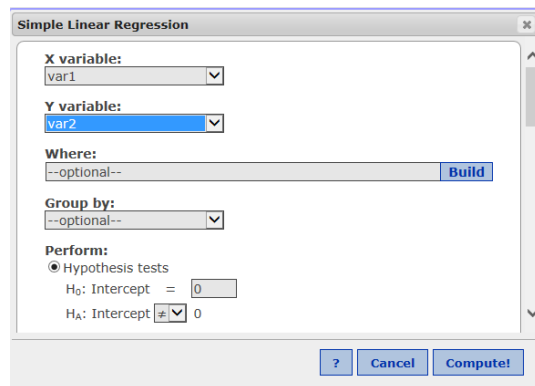 Simple Linear Regression
X variable:
var1
Y variable:
var2
Where:
--optional-- Build
Group by:
--optional--
Perform:
Hypothesis tests
H₀: Intercept = 0
Hₐ: Intercept ≠ 0
? Cancel Compute!